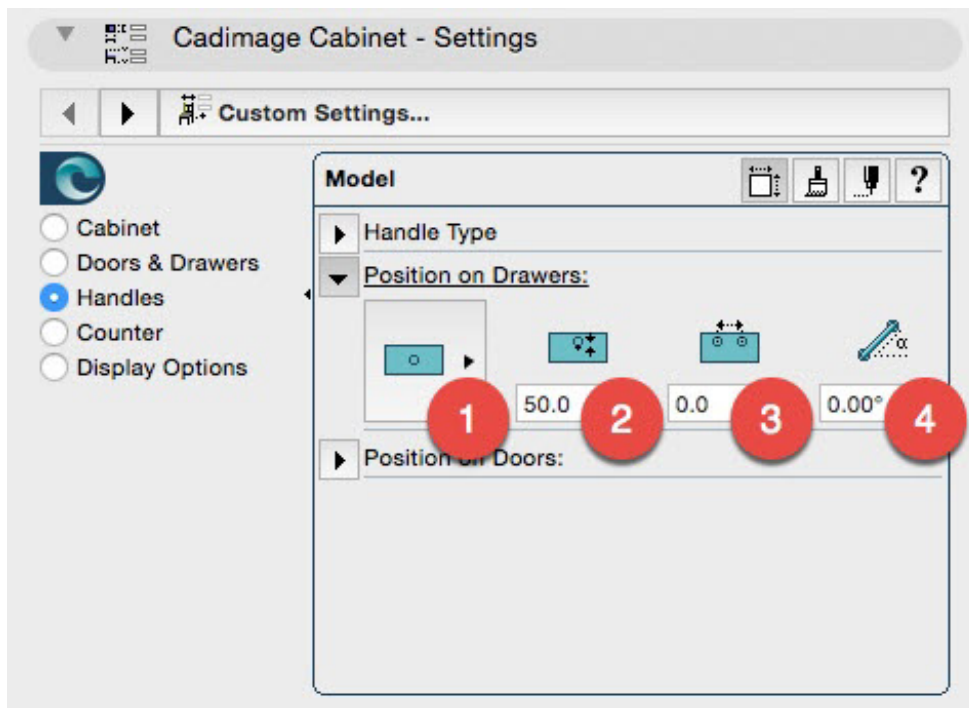 Cadimage Cabinet - Settings
Custom Settings...
Model
?
Cabinet
Doors & Drawers
Handles
Counter
Display Options
Handle Type
Position on Drawers:
α
1
50.0
2
0.0
3
0.00°
4
Position on Doors: